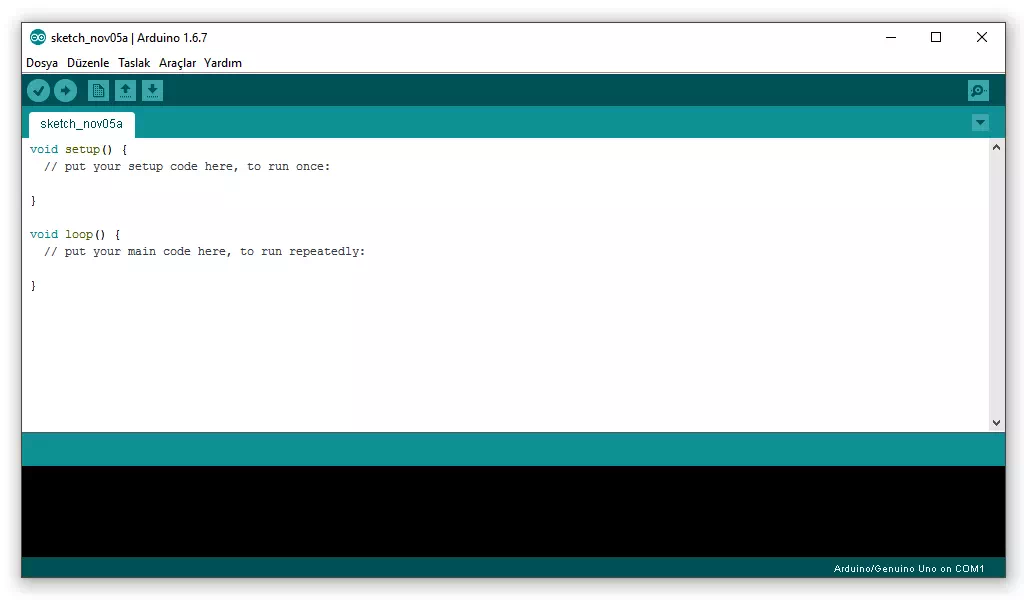 sketch_nov05a | Arduino 1.6.7
Dosya Düzenle Taslak Araçlar Yardım
sketch_nov05a
void setup() {
  // put your setup code here, to run once:
}
void loop() {
  // put your main code here, to run repeatedly:
}
Arduino/Genuino Uno on COM1